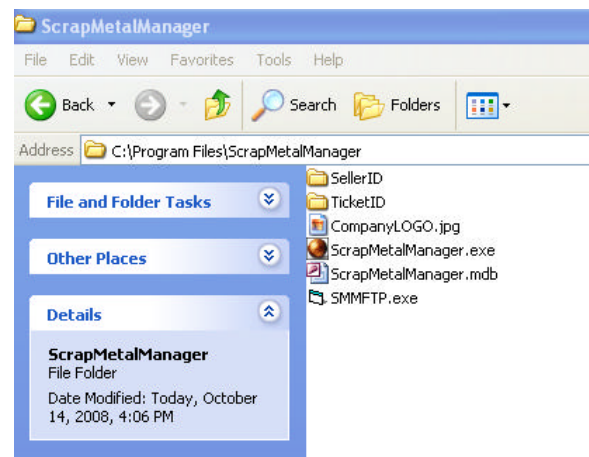 ScrapMetalManager
File Edit View Favorites Tools Help
Back Search Folders
Address C:\Program Files\ScrapMetalManager
File and Folder Tasks
Other Places
Details
ScrapMetalManager
File Folder
Date Modified: Today, October
14, 2008, 4:06 PM
SellerID
TicketID
CompanyLOGO.jpg
ScrapMetalManager.exe
ScrapMetalManager.mdb
SMMFTP.exe